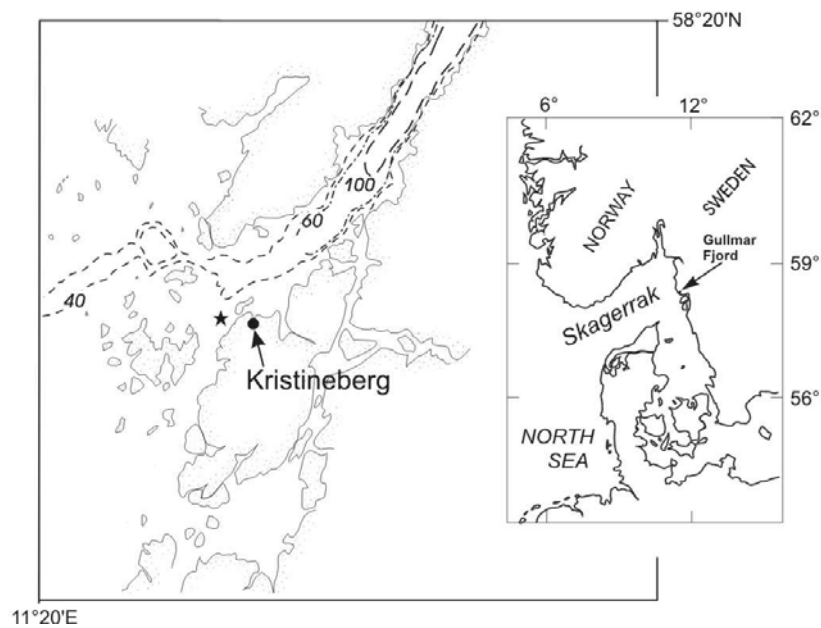 58°20'N
6°
12°
62°
NORWAY
SWEDEN
100
60
Gullmar
Fjord
59°
40
Skagerrak
Kristineberg
56°
NORTH
SEA
11°20'E